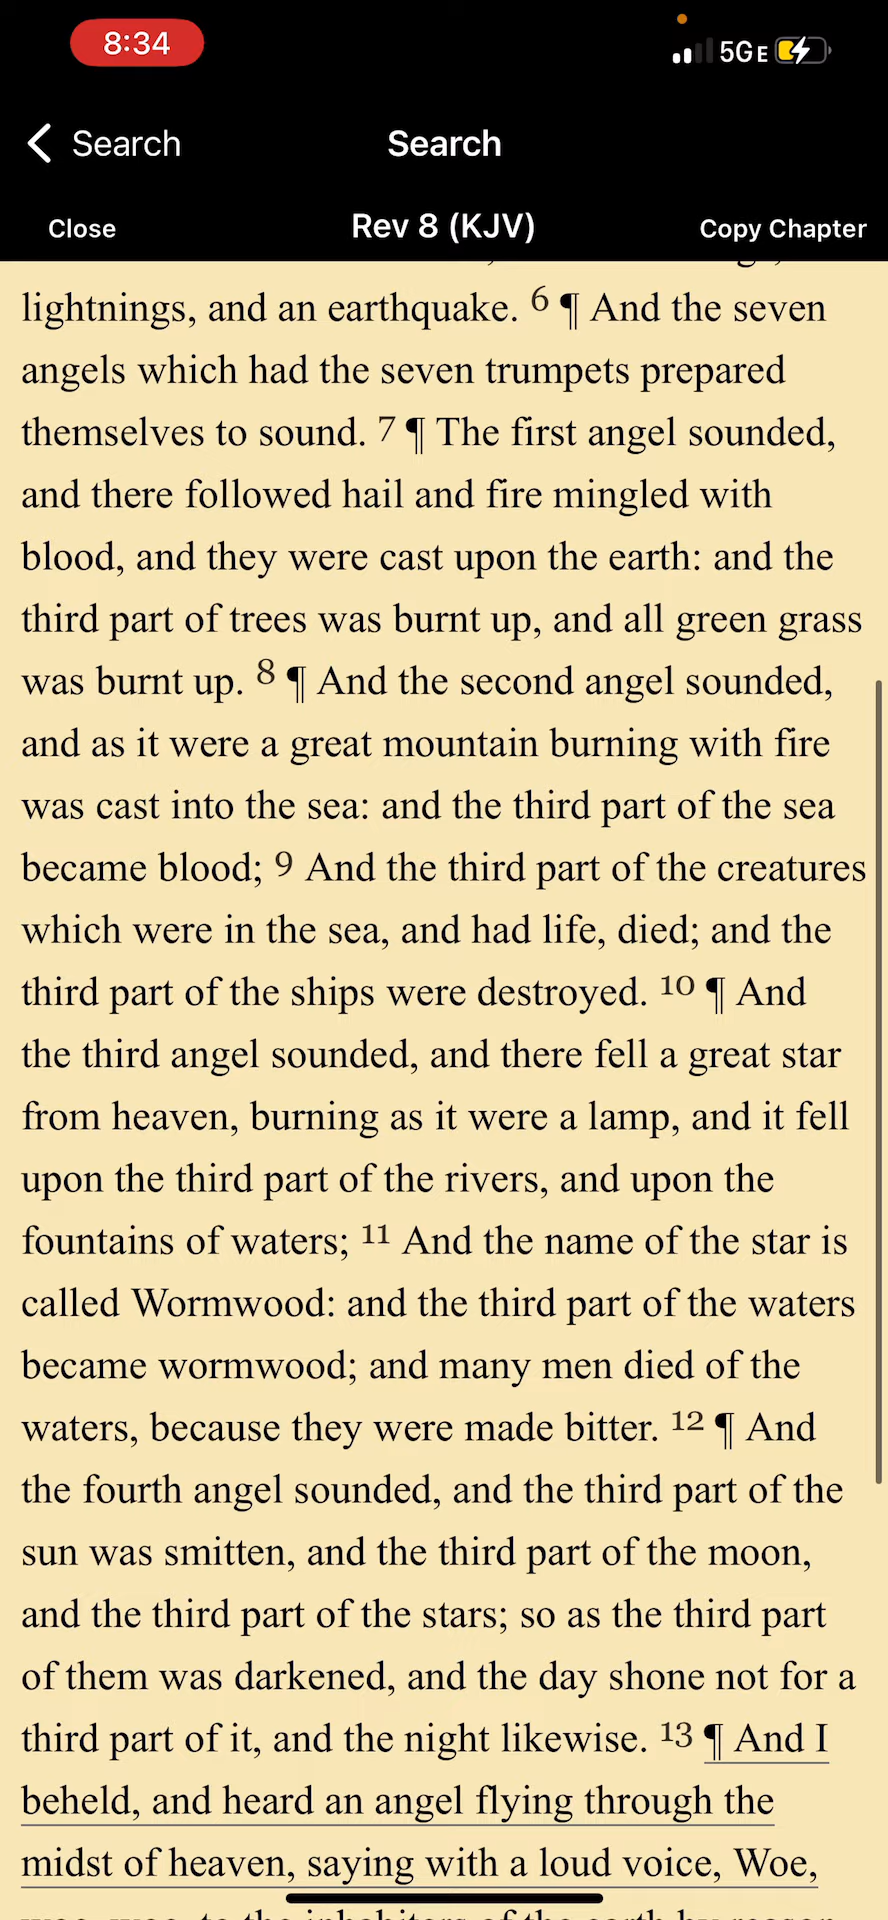 8:34
5GE
Search
Search
Close
Rev 8 (KJV)
Copy Chapter
lightnings, and an earthquake. 6 ¶ And the seven
angels which had the seven trumpets prepared
themselves to sound. 7 ¶ The first angel sounded,
and there followed hail and fire mingled with
blood, and they were cast upon the earth: and the
third part of trees was burnt up, and all green grass
was burnt up. 8 ¶ And the second angel sounded,
and as it were a great mountain burning with fire
was cast into the sea: and the third part of the sea
became blood; 9 And the third part of the creatures
which were in the sea, and had life, died; and the
third part of the ships were destroyed. 10 ¶ And
the third angel sounded, and there fell a great star
from heaven, burning as it were a lamp, and it fell
upon the third part of the rivers, and upon the
fountains of waters; 11 And the name of the star is
called Wormwood: and the third part of the waters
became wormwood; and many men died of the
waters, because they were made bitter. 12 ¶ And
the fourth angel sounded, and the third part of the
sun was smitten, and the third part of the moon,
and the third part of the stars; so as the third part
of them was darkened, and the day shone not for a
third part of it, and the night likewise. 13 ¶ And I
beheld, and heard an angel flying through the
midst of heaven, saying with a loud voice, Woe,
to the inhabiters of the earth by reason